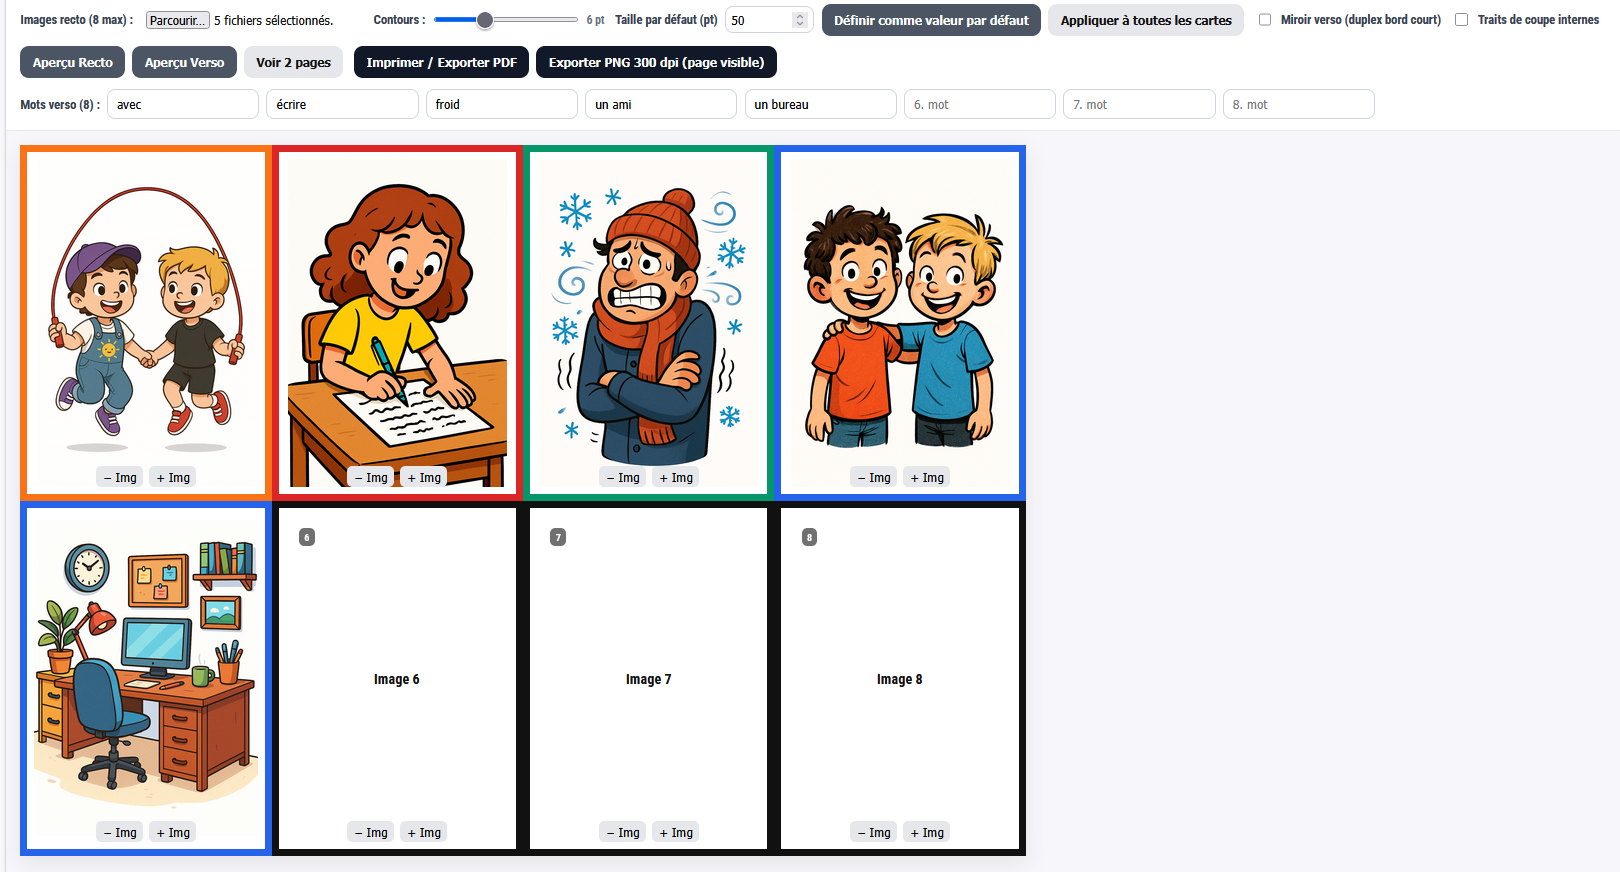 Images recto (8 max) : Parcourir... 5 fichiers sélectionnés. Contours : 6 pt Taille par défaut (pt) 50 Définir comme valeur par défaut Appliquer à toutes les cartes Miroir verso (duplex bord court) Traits de coupe internes
Aperçu Recto Aperçu Verso Voir 2 pages Imprimer / Exporter PDF Exporter PNG 300 dpi (page visible)
Mots verso (8) : avec écrire froid un ami un bureau 6. mot 7. mot 8. mot
– Img + Img – Img + Img – Img + Img – Img + Img
6 7 8
Image 6 Image 7 Image 8
– Img + Img – Img + Img – Img + Img – Img + Img